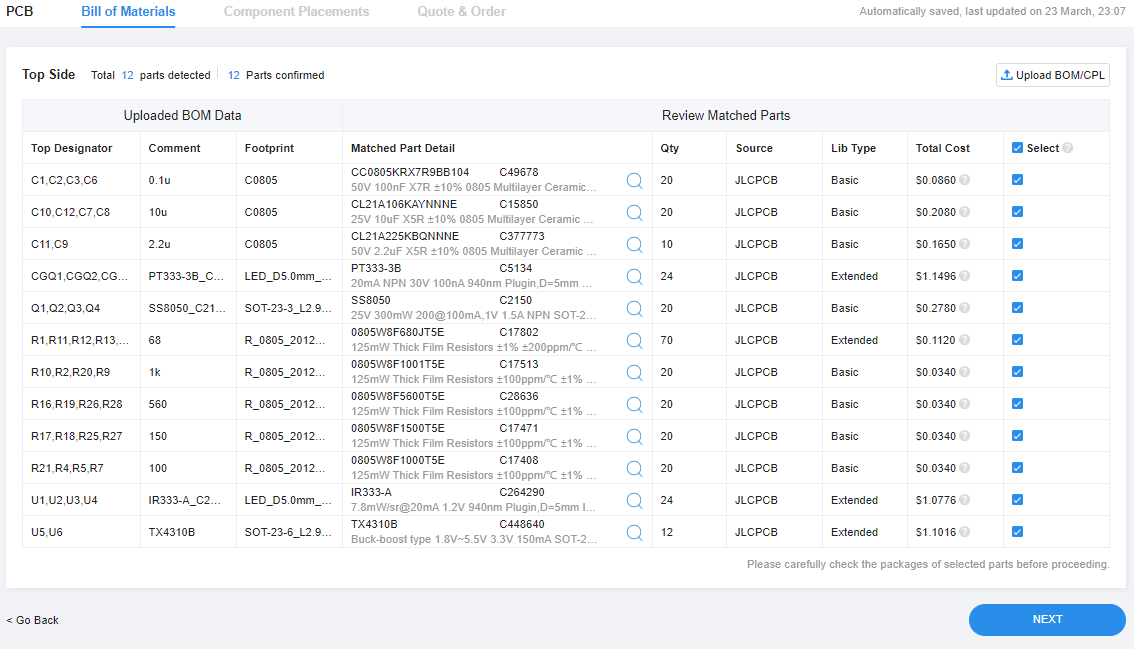 PCB Bill of Materials Component Placements Quote & Order Automatically saved, last updated on 23 March, 23:07
Top Side Total 12 parts detected 12 Parts confirmed Upload BOM/CPL
Uploaded BOM Data Review Matched Parts
Top Designator Comment Footprint Matched Part Detail Qty Source Lib Type Total Cost Select
C1,C2,C3,C6 0.1u C0805 CC0805KRX7R9BB104 C49678 20 JLCPCB Basic $0.0860
50V 100nF X7R ±10% 0805 Multilayer Ceramic...
C10,C12,C7,C8 10u C0805 CL21A106KAYNNNE C15850 20 JLCPCB Basic $0.2080
25V 10uF X5R ±10% 0805 Multilayer Ceramic ...
C11,C9 2.2u C0805 CL21A225KBQNNNE C377773 10 JLCPCB Basic $0.1650
50V 2.2uF X5R ±10% 0805 Multilayer Ceramic ...
CGQ1,CGQ2,CG... PT333-3B_C... LED_D5.0mm_... PT333-3B C5134 24 JLCPCB Extended $1.1496
20mA NPN 30V 100nA 940nm Plugin,D=5mm ...
Q1,Q2,Q3,Q4 SS8050_C21... SOT-23-3_L2.9... SS8050 C2150 20 JLCPCB Basic $0.2780
25V 300mW 200@100mA,1V 1.5A NPN SOT-2...
R1,R11,R12,R13,... 68 R_0805_2012... 0805W8F680JT5E C17802 70 JLCPCB Extended $0.1120
125mW Thick Film Resistors ±1% ±200ppm/℃ ...
R10,R2,R20,R9 1k R_0805_2012... 0805W8F1001T5E C17513 20 JLCPCB Basic $0.0340
125mW Thick Film Resistors ±100ppm/℃ ±1% ...
R16,R19,R26,R28 560 R_0805_2012... 0805W8F5600T5E C28636 20 JLCPCB Basic $0.0340
125mW Thick Film Resistors ±100ppm/℃ ±1% ...
R17,R18,R25,R27 150 R_0805_2012... 0805W8F1500T5E C17471 20 JLCPCB Basic $0.0340
125mW Thick Film Resistors ±100ppm/℃ ±1% ...
R21,R4,R5,R7 100 R_0805_2012... 0805W8F1000T5E C17408 20 JLCPCB Basic $0.0340
125mW Thick Film Resistors ±100ppm/℃ ±1% ...
U1,U2,U3,U4 IR333-A_C2... LED_D5.0mm_... IR333-A C264290 24 JLCPCB Extended $1.0776
7.8mW/sr@20mA 1.2V 940nm Plugin,D=5mm I...
U5,U6 TX4310B SOT-23-6_L2.9... TX4310B C448640 12 JLCPCB Extended $1.1016
Buck-boost type 1.8V~5.5V 3.3V 150mA SOT-2...
Please carefully check the packages of selected parts before proceeding.
< Go Back NEXT